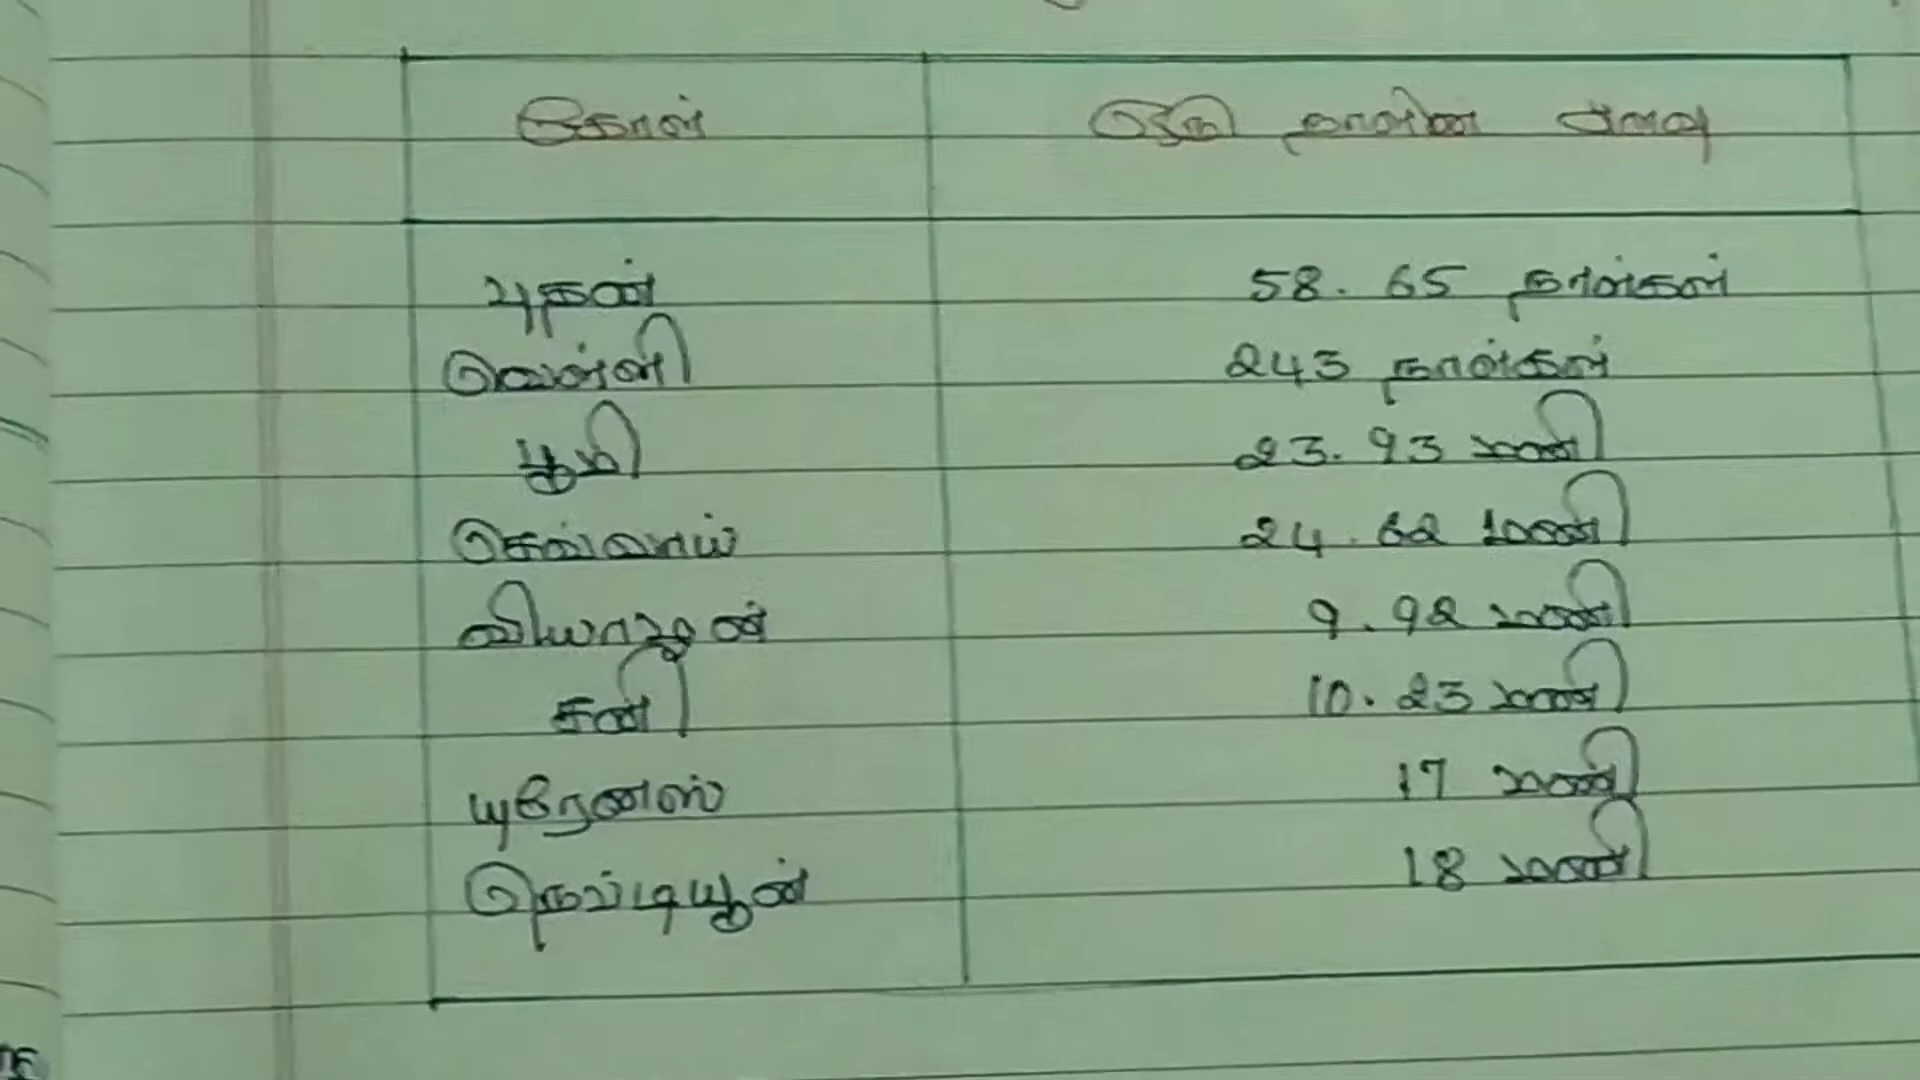 கோள் ஒரு நாளின் அளவு
புதன் 58.65 நாள்கள்
வெள்ளி 243 நாள்கள்
பூமி 23.93 மணி
செவ்வாய் 24.62 மணி
வியாழன் 9.92 மணி
சனி 10.23 மணி
யுரேனஸ் 17 மணி
நெப்டியூன் 18 மணி